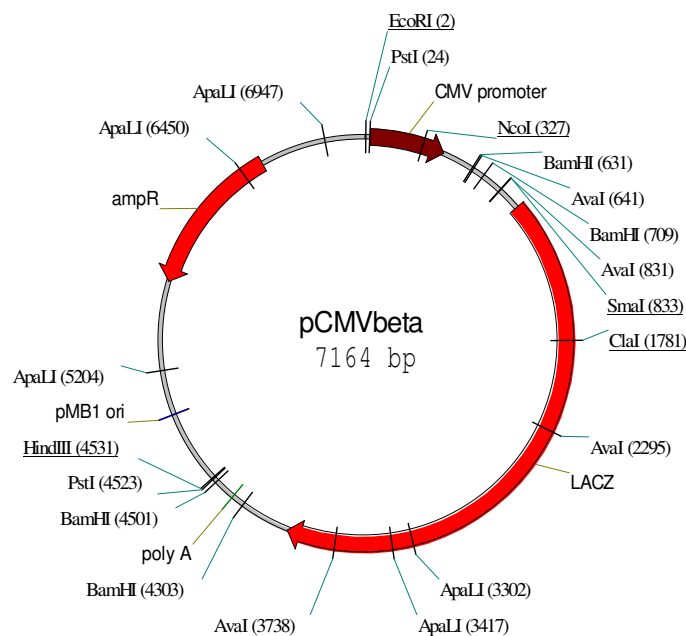 EcoRI (2)
PstI (24)
ApaLI (6947)
CMV promoter
ApaLI (6450)
NcoI (327)
BamHI (631)
ampR
AvaI (641)
BamHI (709)
AvaI (831)
SmaI (833)
pCMVbeta
7164 bp
ClaI (1781)
ApaLI (5204)
pMB1 ori
HindIII (4531)
AvaI (2295)
PstI (4523)
LACZ
BamHI (4501)
poly A
BamHI (4303)
ApaLI (3302)
AvaI (3738)
ApaLI (3417)